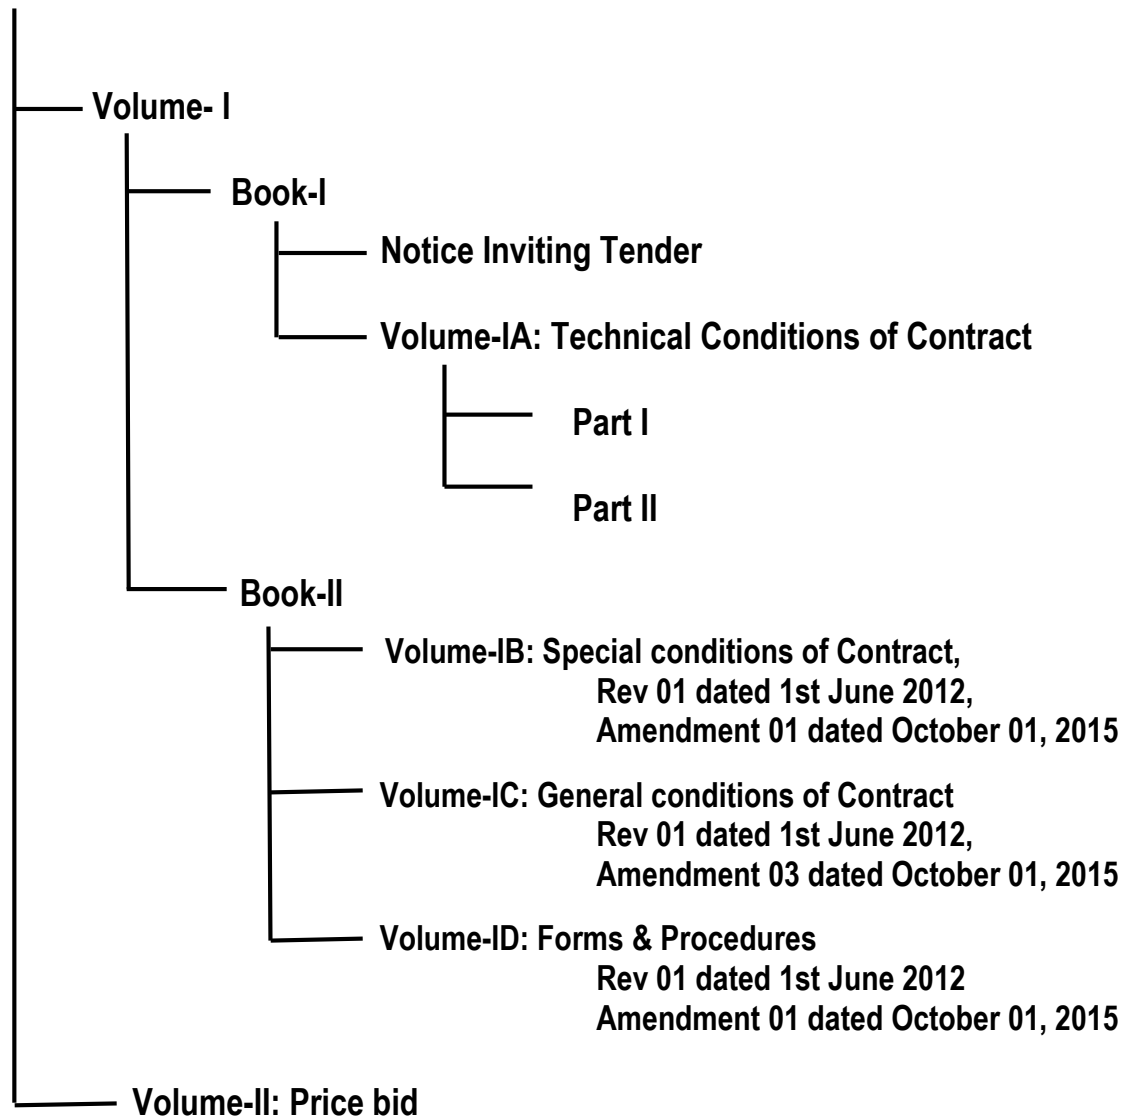 Volume- I
Book-I
Notice Inviting Tender
Volume-IA: Technical Conditions of Contract
Part I
Part II
Book-II
Volume-IB: Special conditions of Contract,
Rev 01 dated 1st June 2012,
Amendment 01 dated October 01, 2015
Volume-IC: General conditions of Contract
Rev 01 dated 1st June 2012,
Amendment 03 dated October 01, 2015
Volume-ID: Forms & Procedures
Rev 01 dated 1st June 2012
Amendment 01 dated October 01, 2015
Volume-II: Price bid